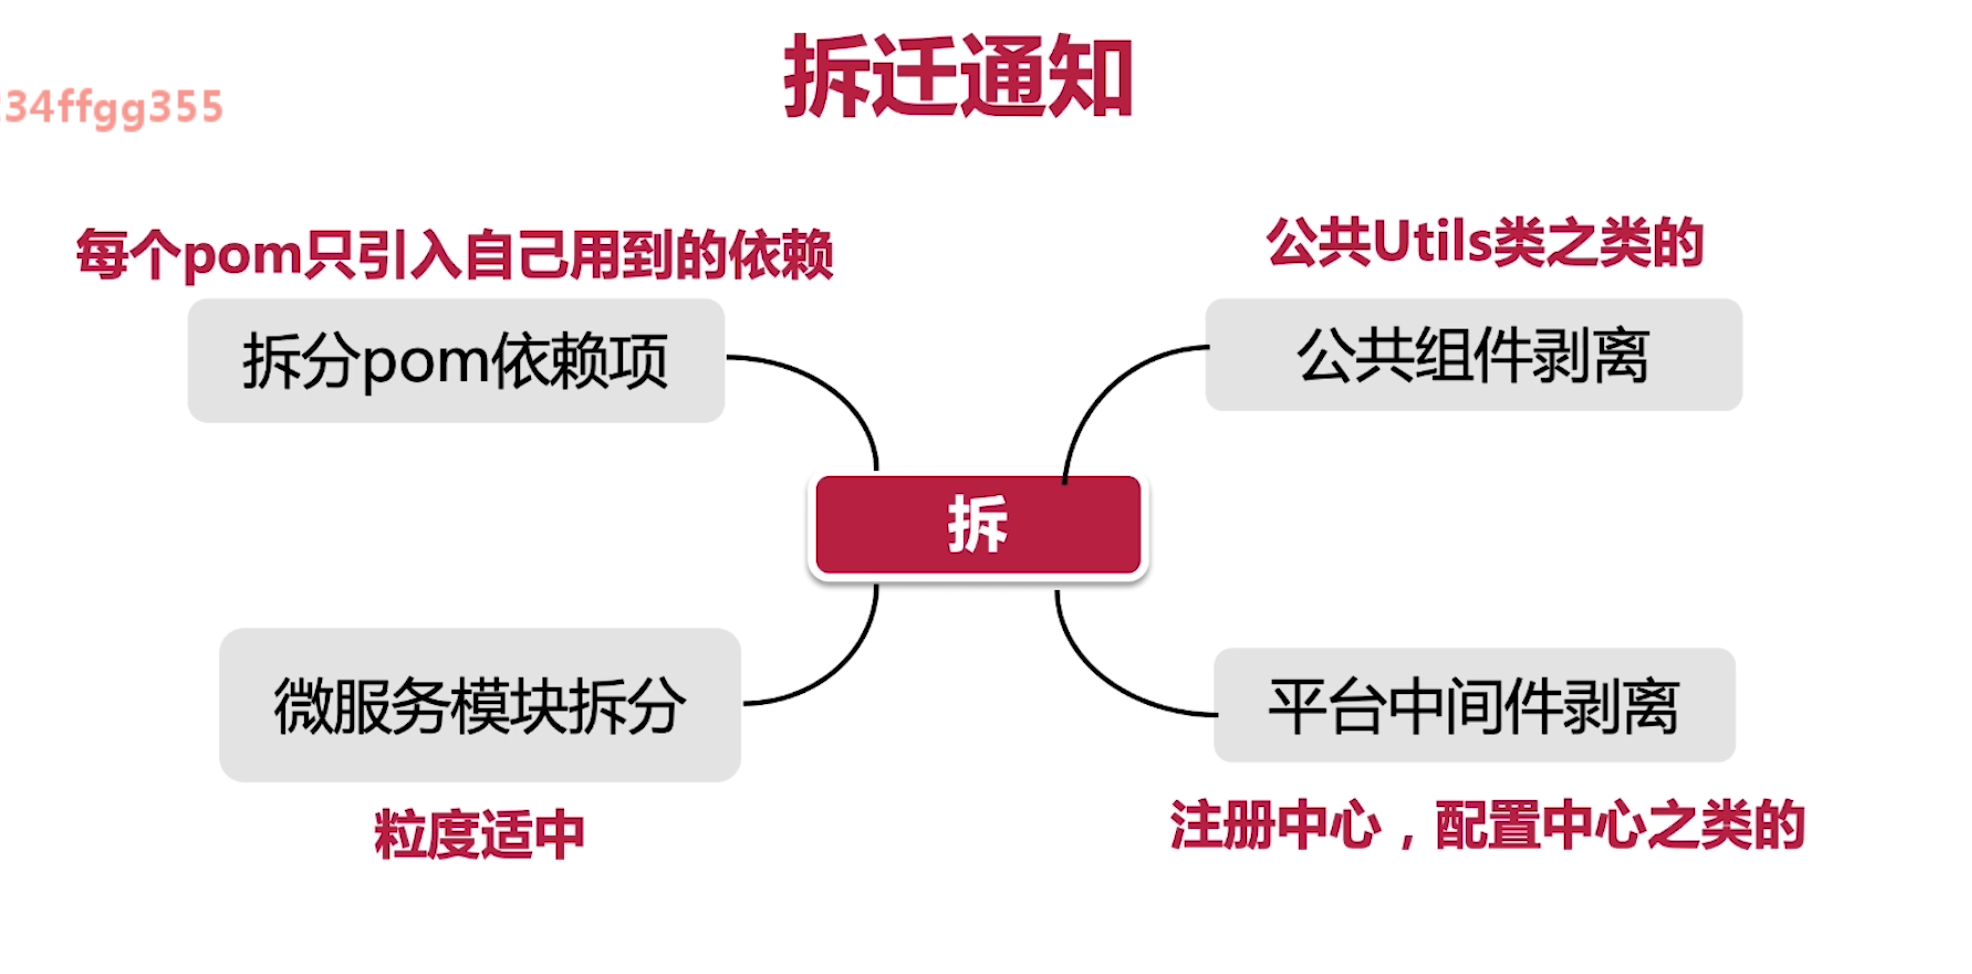 拆迁通知
34ffgg355
每个pom只引入自己用到的依赖
公共Utils类之类的
拆分pom依赖项
公共组件剥离
拆
微服务模块拆分
平台中间件剥离
粒度适中
注册中心，配置中心之类的